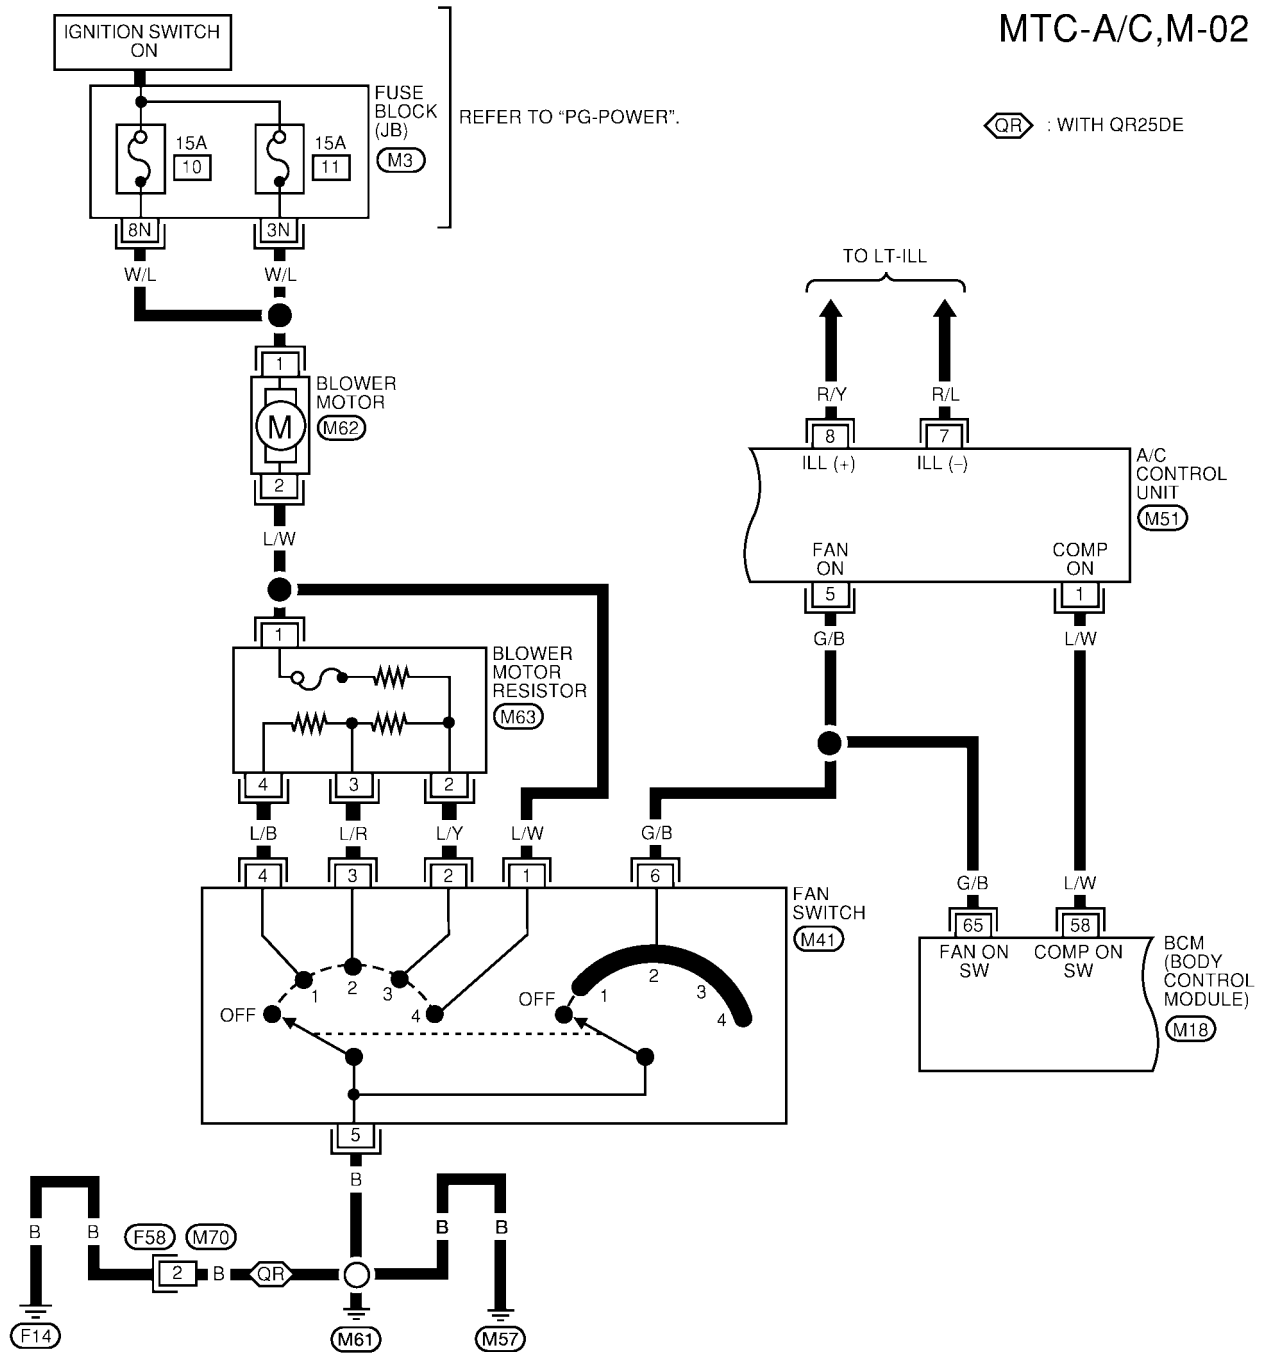 MTC-A/C,M-02
IGNITION SWITCH
ON
FUSE
BLOCK
(JB)
M3
REFER TO “PG-POWER”.
QR : WITH QR25DE
15A
10
15A
11
8N
3N
W/L
W/L
TO LT-ILL
1
BLOWER
MOTOR
M62
M
2
L/W
R/Y
R/L
8
7
ILL (+)
ILL (–)
A/C
CONTROL
UNIT
M51
FAN
ON
COMP
ON
5
1
G/B
L/W
1
BLOWER
MOTOR
RESISTOR
M63
4
3
2
L/B
L/R
L/Y
L/W
G/B
4
3
2
1
6
FAN
SWITCH
M41
G/B
L/W
65
58
FAN ON
SW
COMP ON
SW
BCM
(BODY
CONTROL
MODULE)
M18
OFF
1
2
3
4
OFF
1
2
3
4
5
B
B
B
F58
M70
2
B
QR
B
B
F14
M61
M57